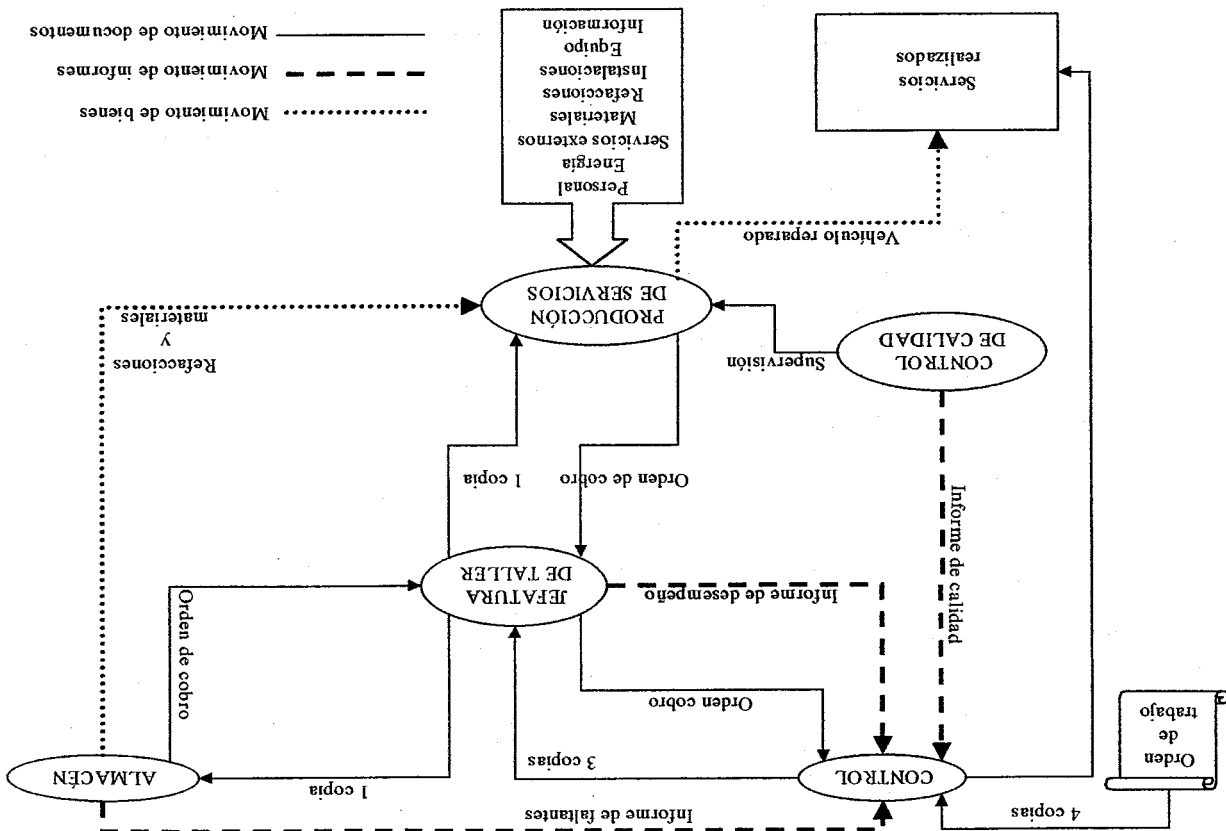 4 copias
Informe de faltantes
Orden
de
trabajo
CONTROL
3 copias
1 copia
ALMACÉN
Orden cobro
Orden de cobro
Informe de calidad
Informe de desempeño
JEFATURA
DE TALLER
Orden de cobro
1 copia
CONTROL
DE CALIDAD
Supervisión
PRODUCCIÓN
DE SERVICIOS
Refacciones
y
materiales
Vehículo reparado
Personal
Energía
Servicios externos
Materiales
Refacciones
Instalaciones
Equipo
Información
Servicios
realizados
Movimiento de bienes
Movimiento de informes
Movimiento de documentos